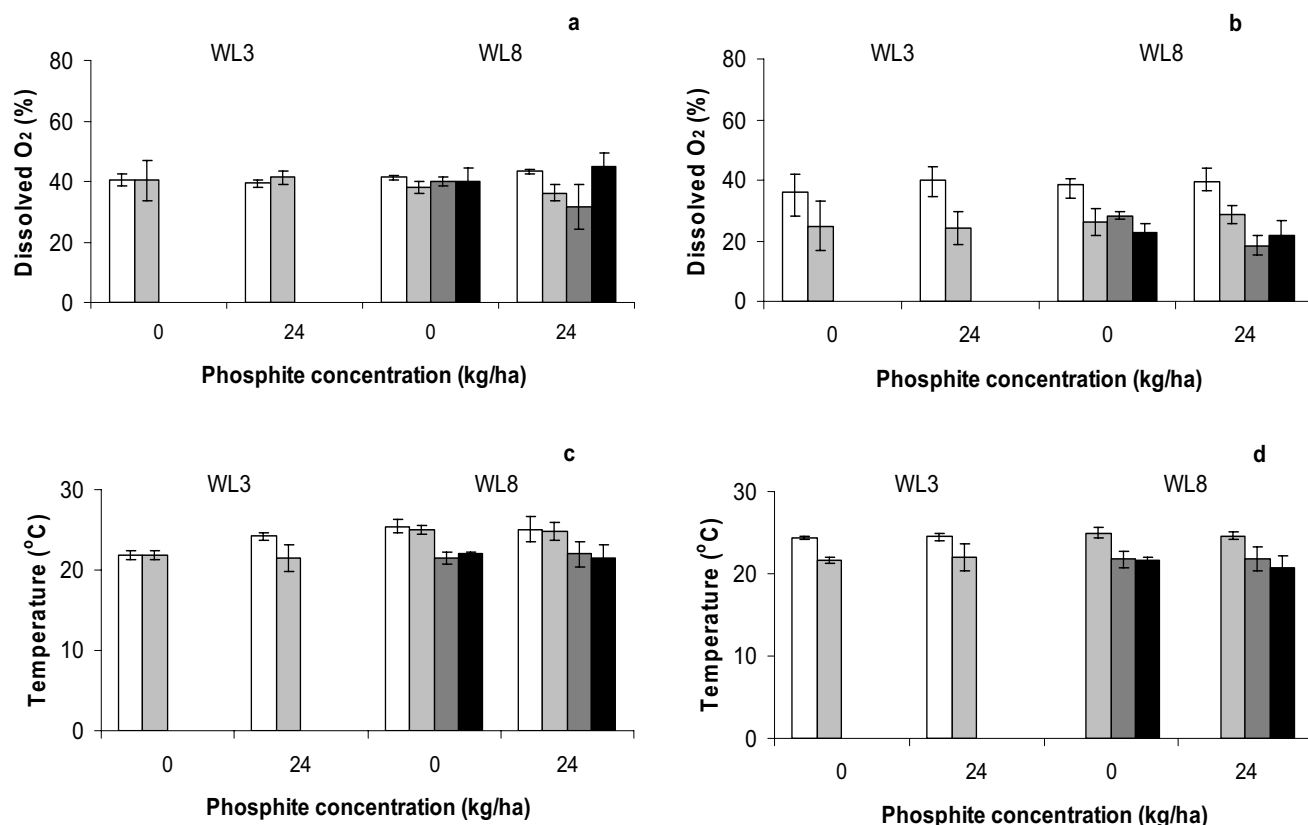 a
WL3 WL8
80
60
40
20
0
Dissolved O2 (%)
0 24 0 24
Phosphite concentration (kg/ha)
b
WL3 WL8
80
60
40
20
0
Dissolved O2 (%)
0 24 0 24
Phosphite concentration (kg/ha)
c
WL3 WL8
30
20
10
0
Temperature (°C)
0 24 0 24
Phosphite concentration (kg/ha)
d
WL3 WL8
30
20
10
0
Temperature (°C)
0 24 0 24
Phosphite concentration (kg/ha)